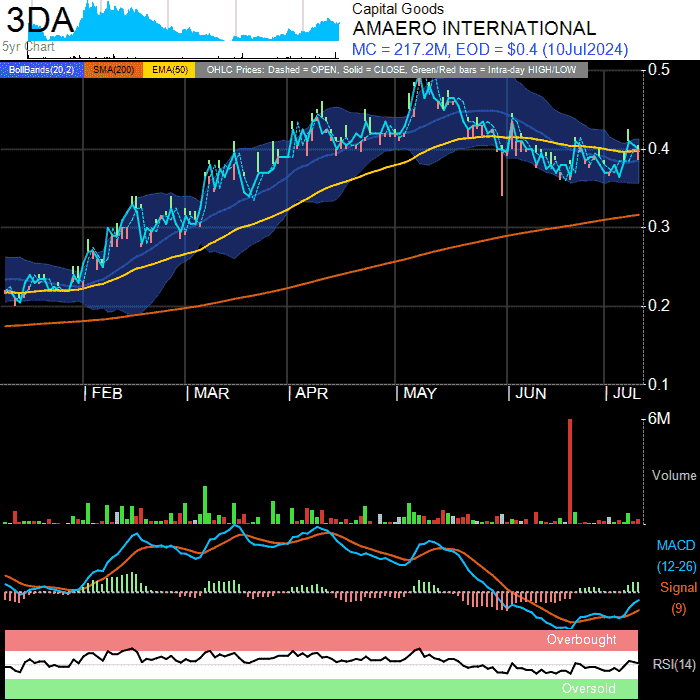 3DA
5yr Chart
Capital Goods
AMAERO INTERNATIONAL
MC = 217.2M, EOD = $0.4 (10Jul2024)
BollBands(20,2) SMA(200) EMA(50) OHLC Prices: Dashed = OPEN, Solid = CLOSE, Green/Red bars = Intra-day HIGH/LOW
0.5
0.4
0.3
0.2
0.1
FEB MAR APR MAY JUN JUL
6M
Volume
MACD
(12-26)
Signal
(9)
Overbought
RSI(14)
Oversold